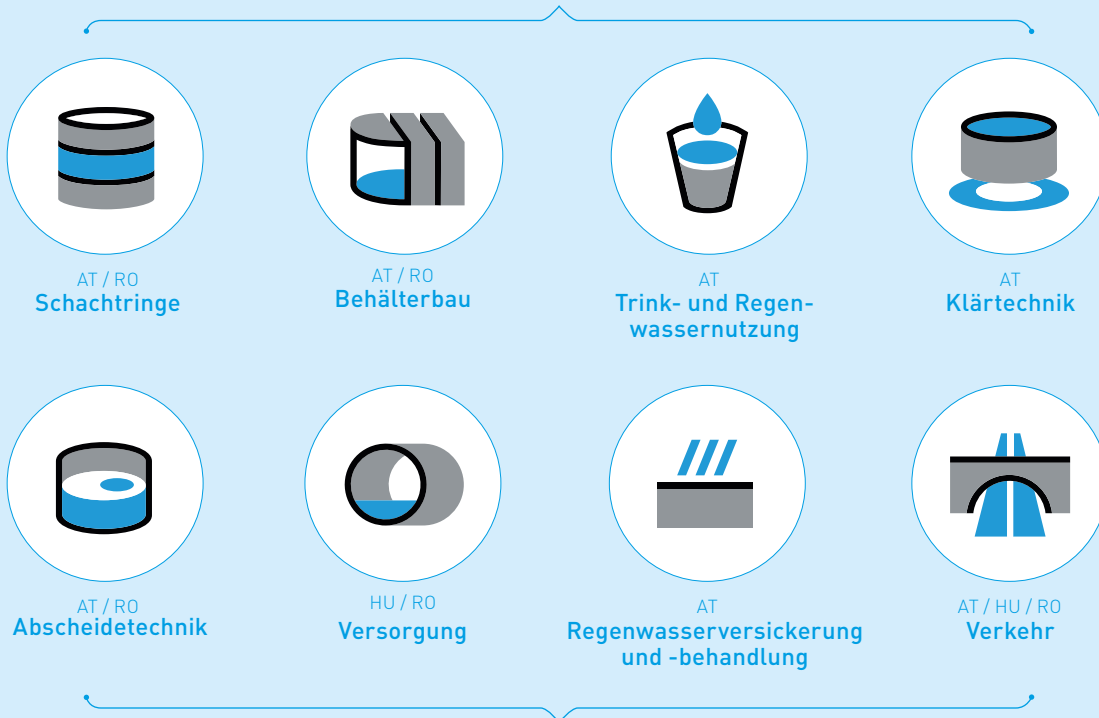 AT / RO
Schachtringe
AT / RO
Behälterbau
AT
Trink- und Regen-
wassernutzung
AT
Klärtechnik
AT / RO
Abscheidetechnik
HU / RO
Versorgung
AT
Regenwasserversickerung
und -behandlung
AT / HU / RO
Verkehr